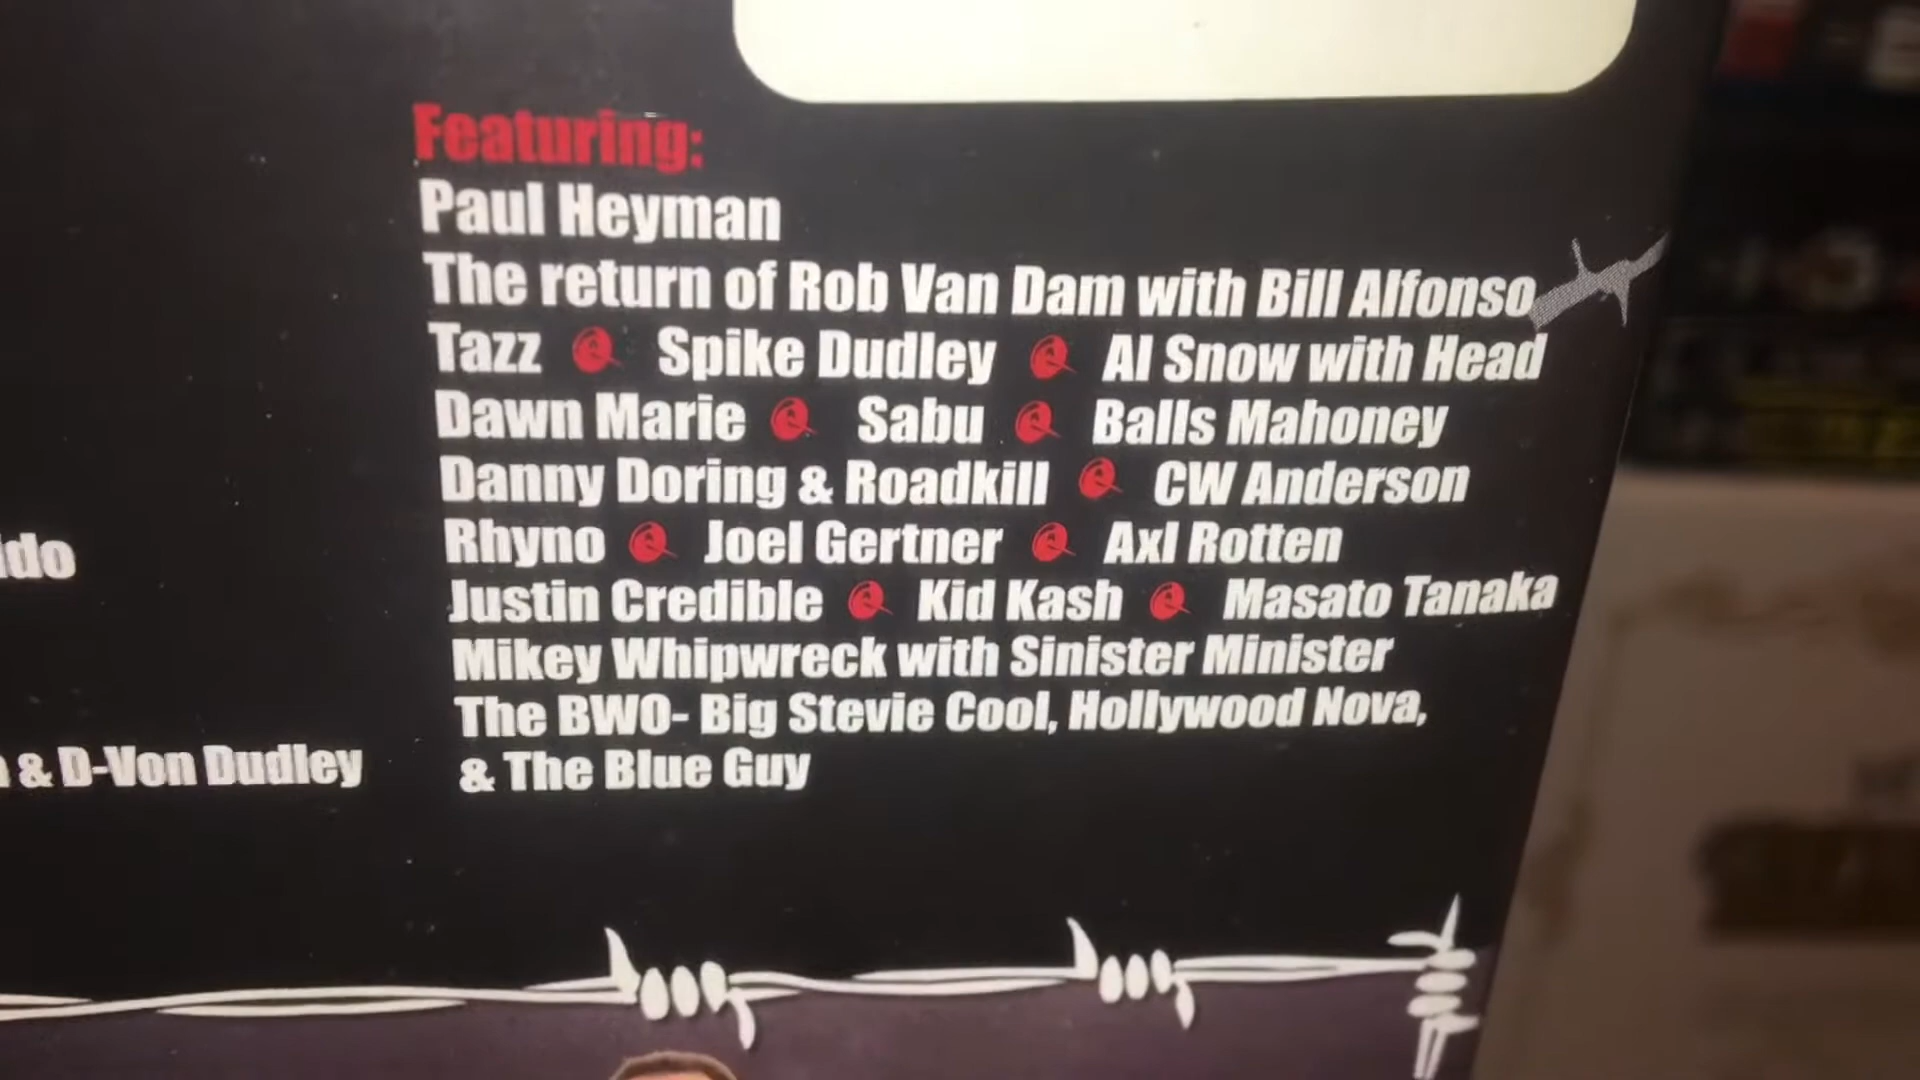 Featuring:
Paul Heyman
The return of Rob Van Dam with Bill Alfonso
Tazz Spike Dudley Al Snow with Head
Dawn Marie Sabu Balls Mahoney
Danny Doring & Roadkill CW Anderson
Rhyno Joel Gertner Axl Rotten
Justin Credible Kid Kash Masato Tanaka
Mikey Whipwreck with Sinister Minister
The BWO- Big Stevie Cool, Hollywood Nova,
& The Blue Guy
& D-Von Dudley